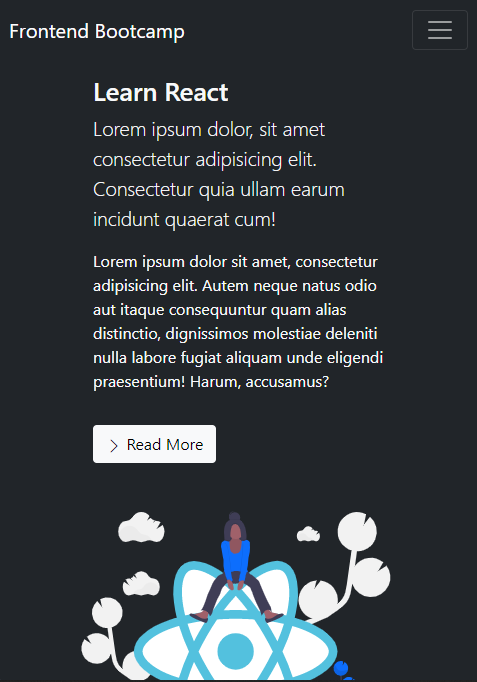 Frontend Bootcamp
Learn React
Lorem ipsum dolor, sit amet
consectetur adipisicing elit.
Consectetur quia ullam earum
incidunt quaerat cum!
Lorem ipsum dolor sit amet, consectetur
adipisicing elit. Autem neque natus odio
aut itaque consequuntur quam alias
distinctio, dignissimos molestiae deleniti
nulla labore fugiat aliquam unde eligendi
praesentium! Harum, accusamus?
Read More